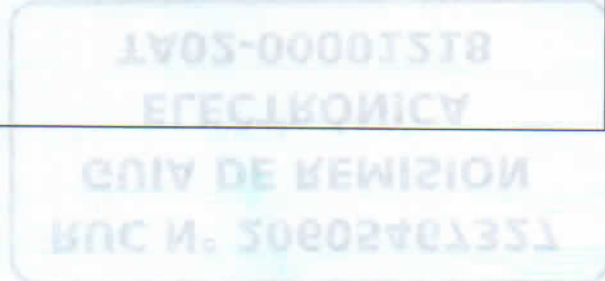 RUC N° 20605467327
GUIA DE REMISION
ELECTRONICA
TA02-00001218